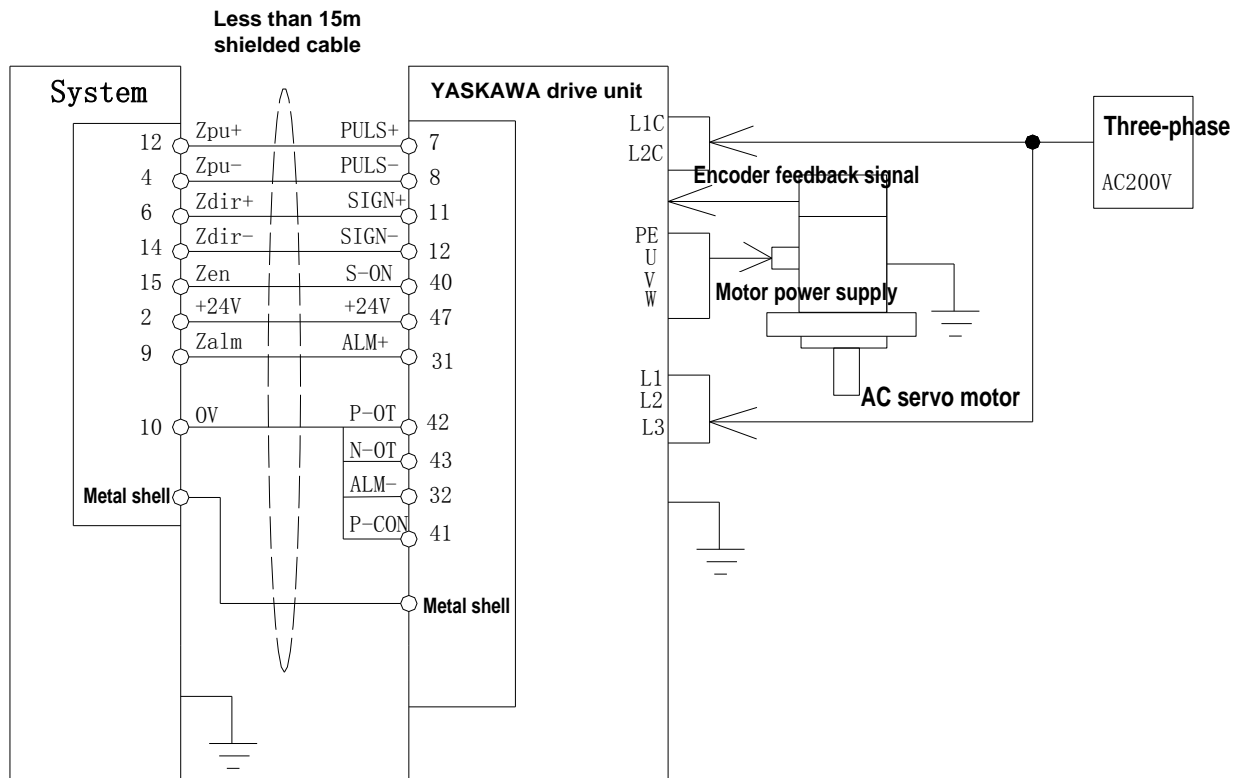 Less than 15m
shielded cable
System
YASKAWA drive unit
12 Zpu+ PULS+ 7
4 Zpu- PULS- 8
6 Zdir+ SIGN+ 11
14 Zdir- SIGN- 12
15 Zen S-ON 40
2 +24V +24V 47
9 Zalm ALM+ 31
10 0V P-OT 42
N-OT 43
ALM- 32
P-CON 41
Metal shell
Metal shell
L1C
L2C
Encoder feedback signal
PE
U
V
W
Motor power supply
L1
L2
L3
AC servo motor
Three-phase
AC200V